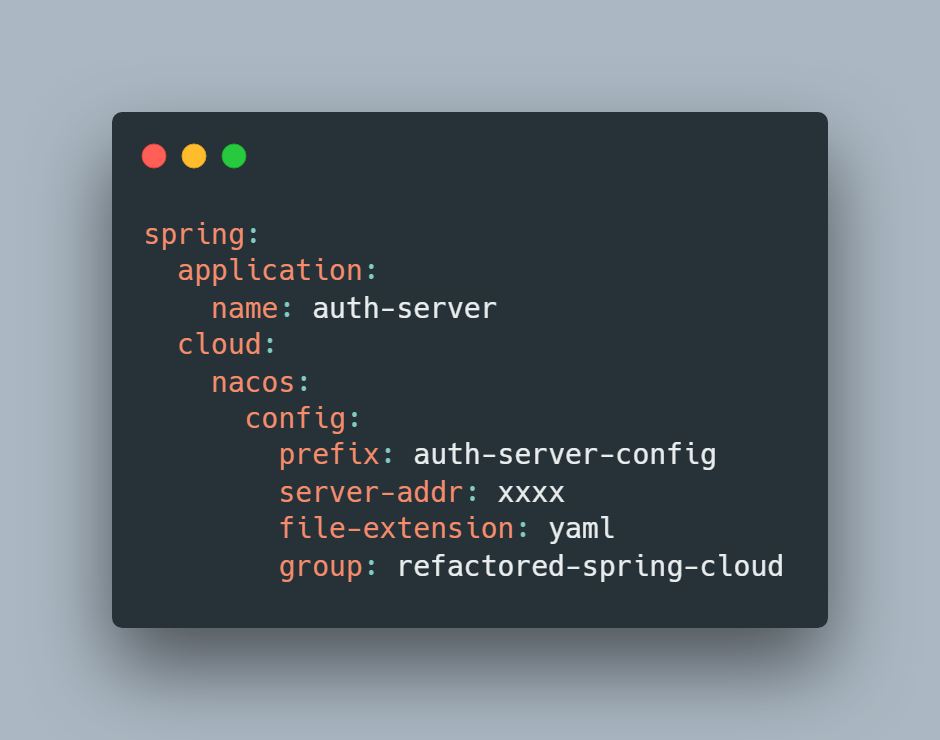 spring:
  application:
    name: auth-server
  cloud:
    nacos:
      config:
        prefix: auth-server-config
        server-addr: xxxx
        file-extension: yaml
        group: refactored-spring-cloud